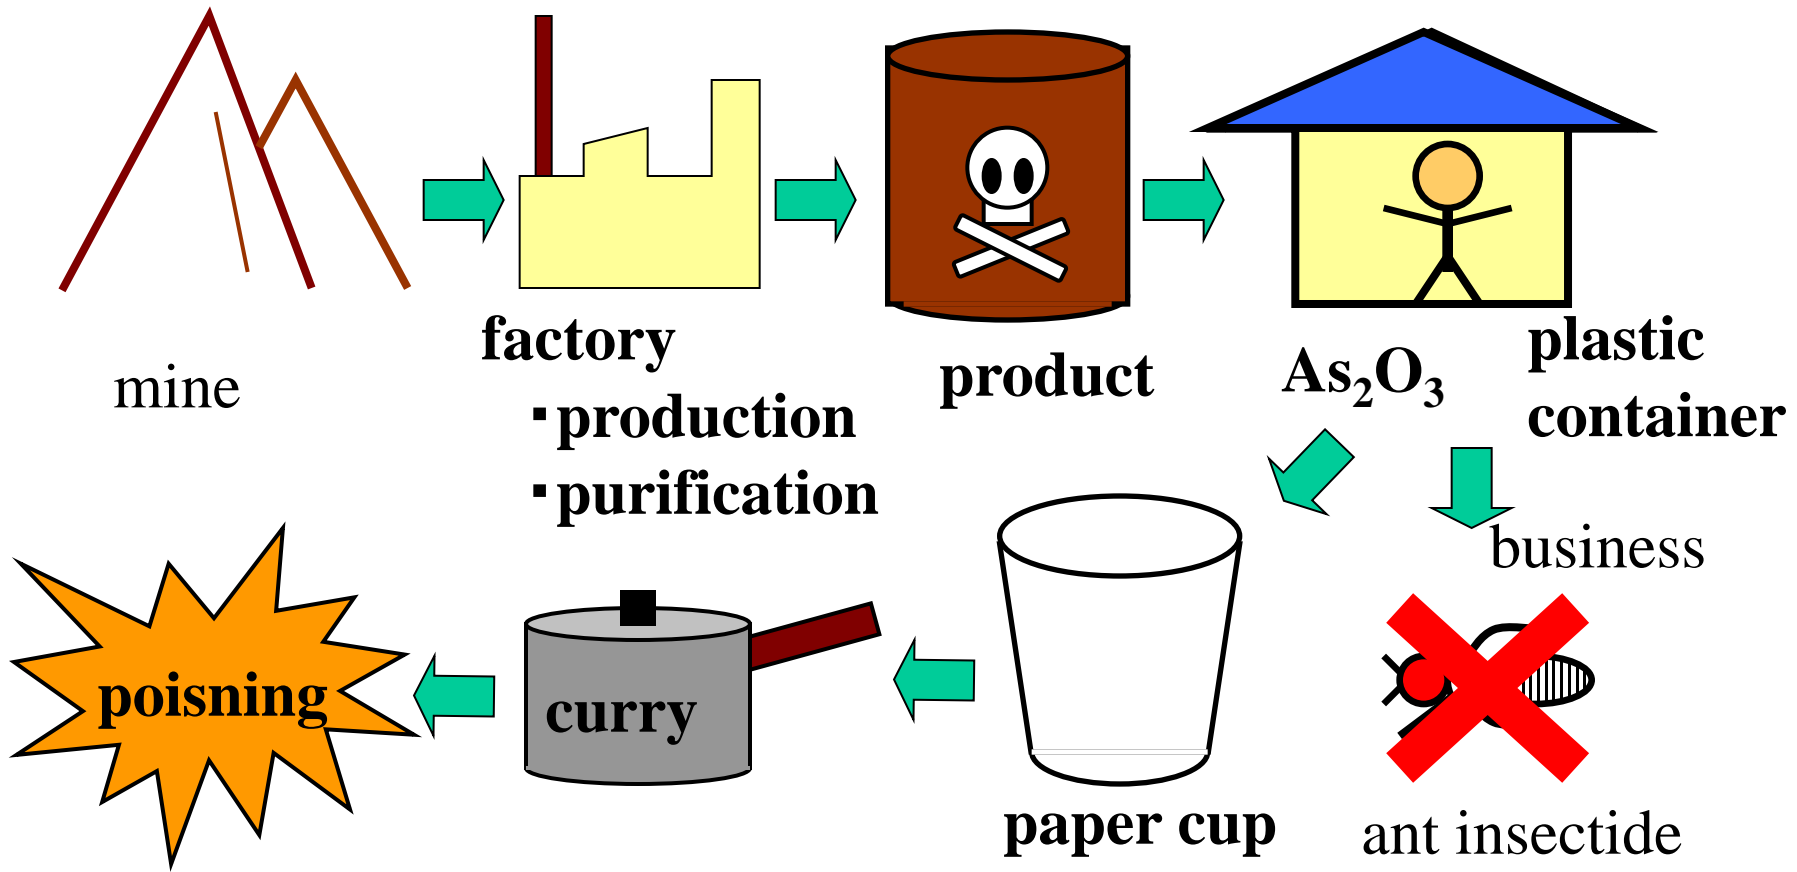 mine
factory
▪production
▪purification
product
As₂O₃
plastic
container
business
ant insectide
paper cup
curry
poisning